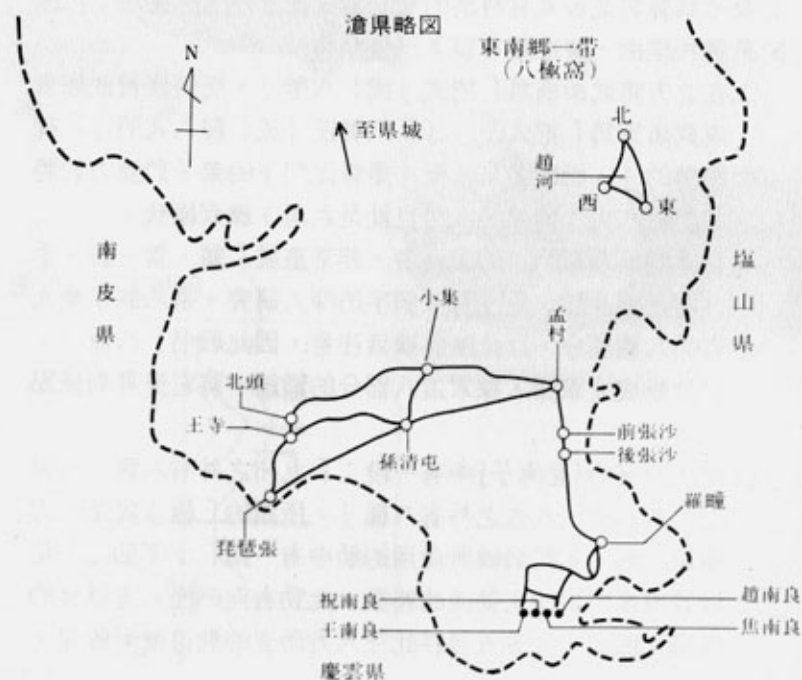 滄県略図
東南郷一帯
(八極窩)
N
至県城
北
趙河
西
東
南皮県
塩山県
小集
孟村
北頭
王寺
前張沙
後張沙
孫清屯
羅疃
琵琶張
祝南良
趙南良
王南良
焦南良
慶雲県